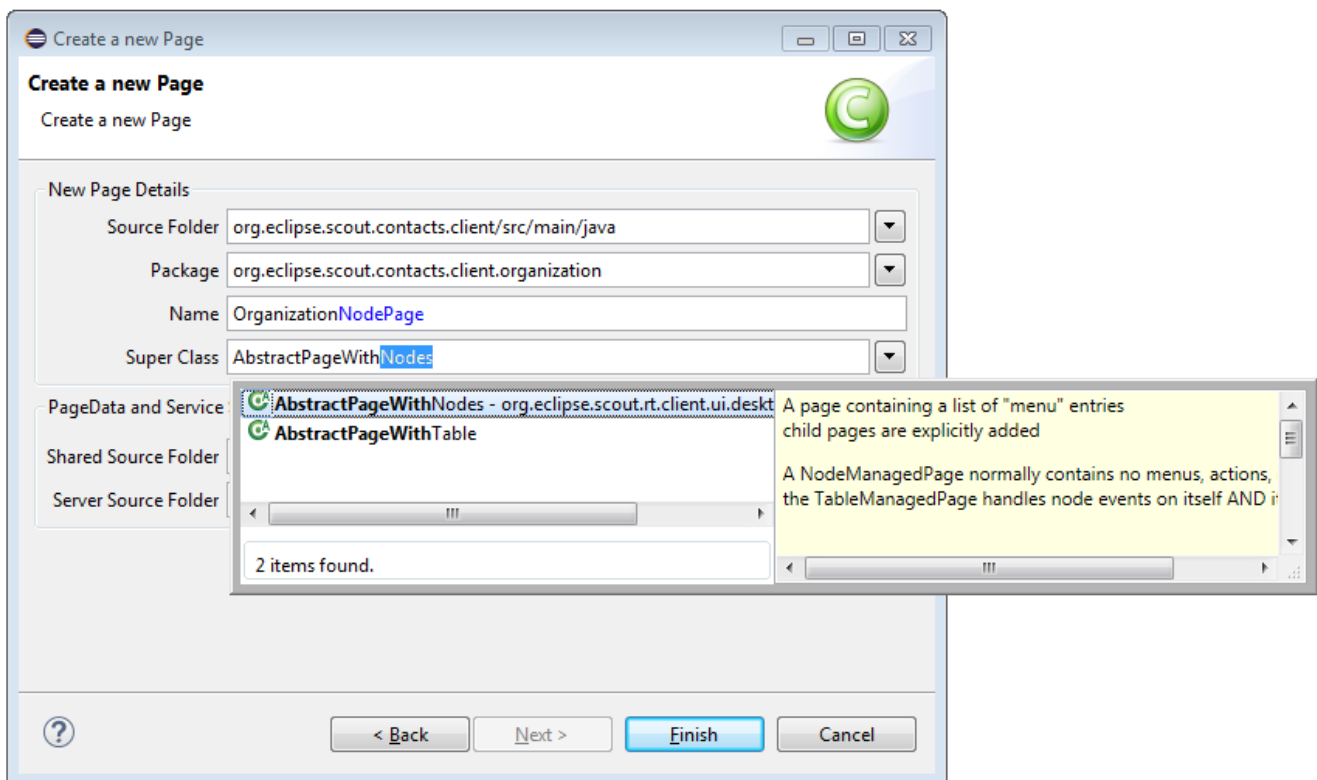 Create a new Page
Create a new Page
Create a new Page
New Page Details
Source Folder org.eclipse.scout.contacts.client/src/main/java
Package org.eclipse.scout.contacts.client.organization
Name OrganizationNodePage
Super Class AbstractPageWithNodes
PageData and Service
AbstractPageWithNodes - org.eclipse.scout.rt.client.ui.deskt
AbstractPageWithTable
2 items found.
A page containing a list of "menu" entries
child pages are explicitly added
A NodeManagedPage normally contains no menus, actions,
the TableManagedPage handles node events on itself AND
Shared Source Folder
Server Source Folder
? < Back Next > Finish Cancel